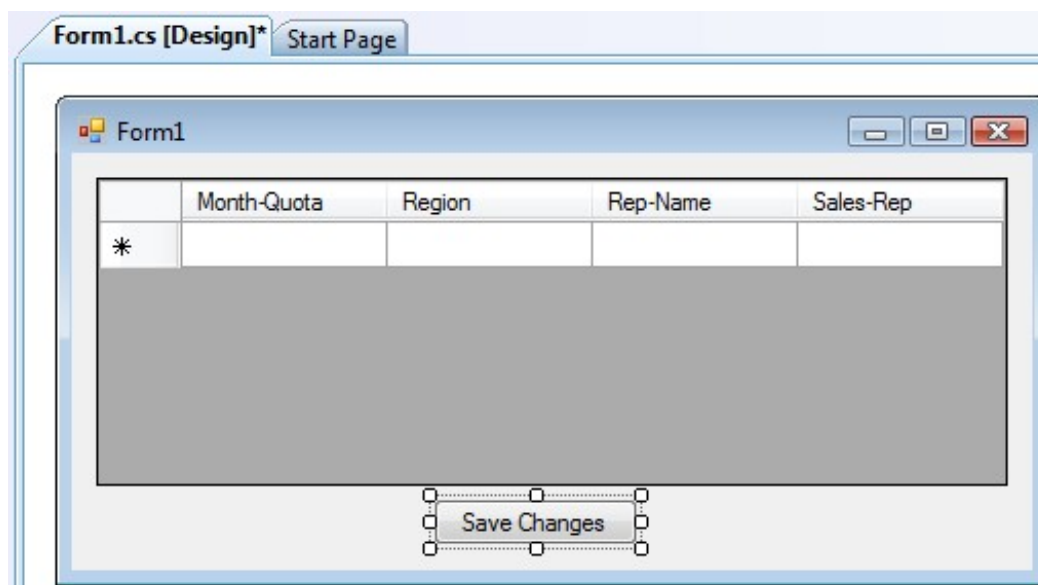 Form1.cs [Design]* Start Page
Form1
Month-Quota Region Rep-Name Sales-Rep
Save Changes